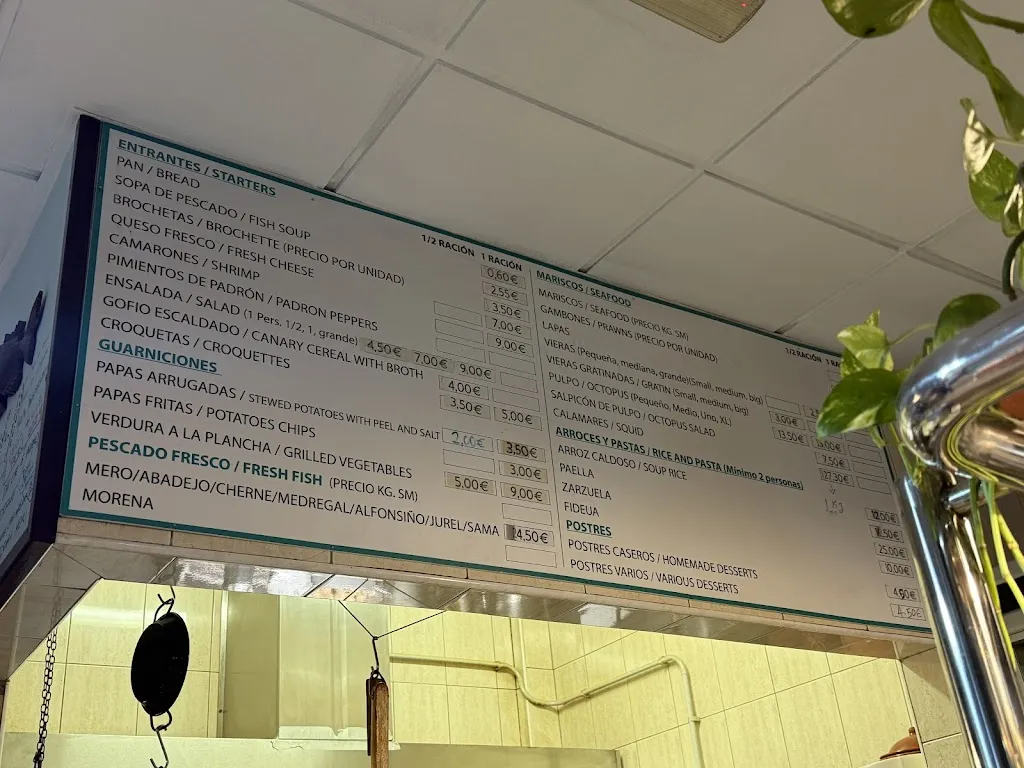 ENTRANTES / STARTERS
1/2 RACIÓN 1 RACIÓN
PAN / BREAD 0,60€
SOPA DE PESCADO / FISH SOUP 2,55€
BROCHETAS / BROCHETTE (PRECIO POR UNIDAD) 3,50€
QUESO FRESCO / FRESH CHEESE 7,00€
CAMARONES / SHRIMP 9,00€
PIMIENTOS DE PADRÓN / PADRON PEPPERS
ENSALADA / SALAD (1 Pers. 1/2, 1, grande) 4,50€ 7,00€ 9,00€
GOFIO ESCALDADO / CANARY CEREAL WITH BROTH 4,00€
CROQUETAS / CROQUETTES 3,50€ 5,00€
GUARNICIONES
PAPAS ARRUGADAS / STEWED POTATOES WITH PEEL AND SALT 2,00€ 3,50€
PAPAS FRITAS / POTATOES CHIPS 3,00€
VERDURA A LA PLANCHA / GRILLED VEGETABLES 5,00€ 9,00€
PESCADO FRESCO / FRESH FISH (PRECIO KG. SM)
MERO/ABADEJO/CHERNE/MEDREGAL/ALFONSIÑO/JUREL/SAMA 24,50€
MORENA
MARISCOS / SEAFOOD
1/2 RACIÓN 1
MARISCOS / SEAFOOD (PRECIO KG. SM)
GAMBONES / PRAWNS (PRECIO POR UNIDAD)
LAPAS
VIERAS (Pequeña, mediana, grande)(Small, medium, big) 3,00€
VIERAS GRATINADAS / GRATIN (Small, medium, big)
PULPO / OCTOPUS (Pequeño, Medio, Uno, XL) 13,50€
SALPICÓN DE PULPO / OCTOPUS SALAD 7,50€
CALAMARES / SQUID
ARROCES Y PASTAS / RICE AND PASTA (Mínimo 2 personas)
ARROZ CALDOSO / SOUP RICE 12,00€
PAELLA
ZARZUELA 25,00€
FIDEUA 10,00€
POSTRES
POSTRES CASEROS / HOMEMADE DESSERTS
POSTRES VARIOS / VARIOUS DESSERTS